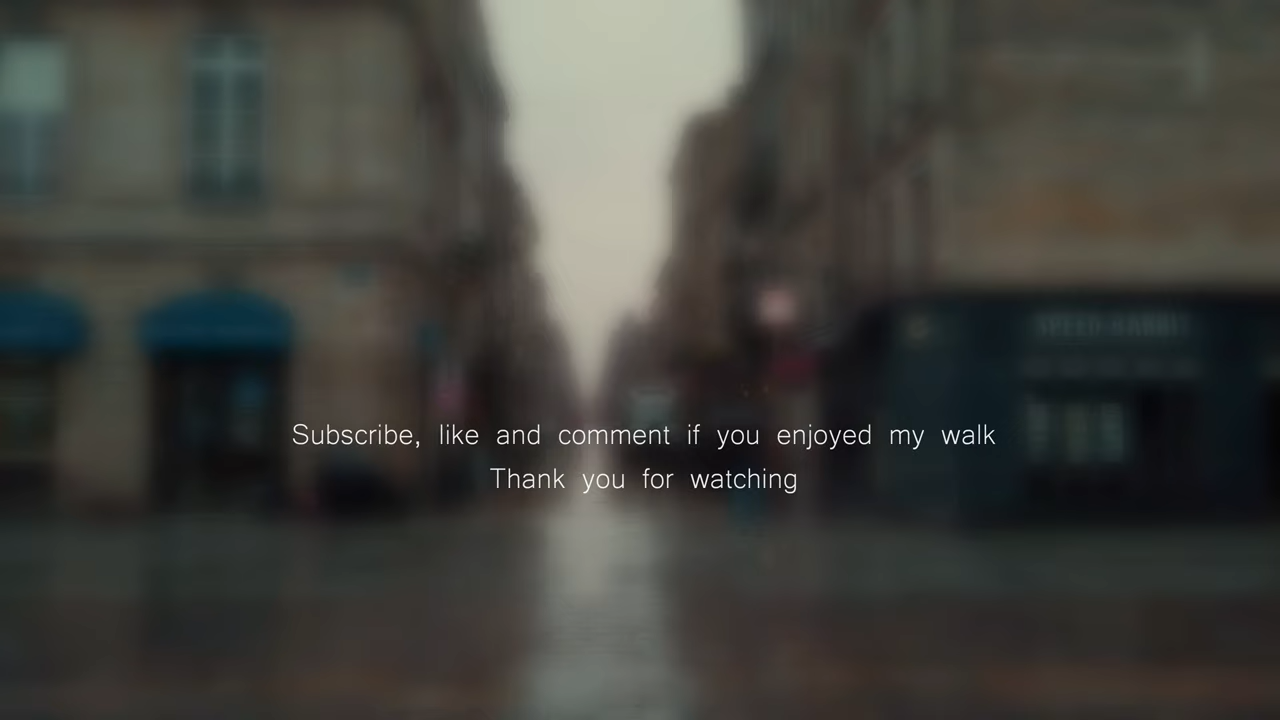 Subscribe, like and comment if you enjoyed my walk
Thank you for watching